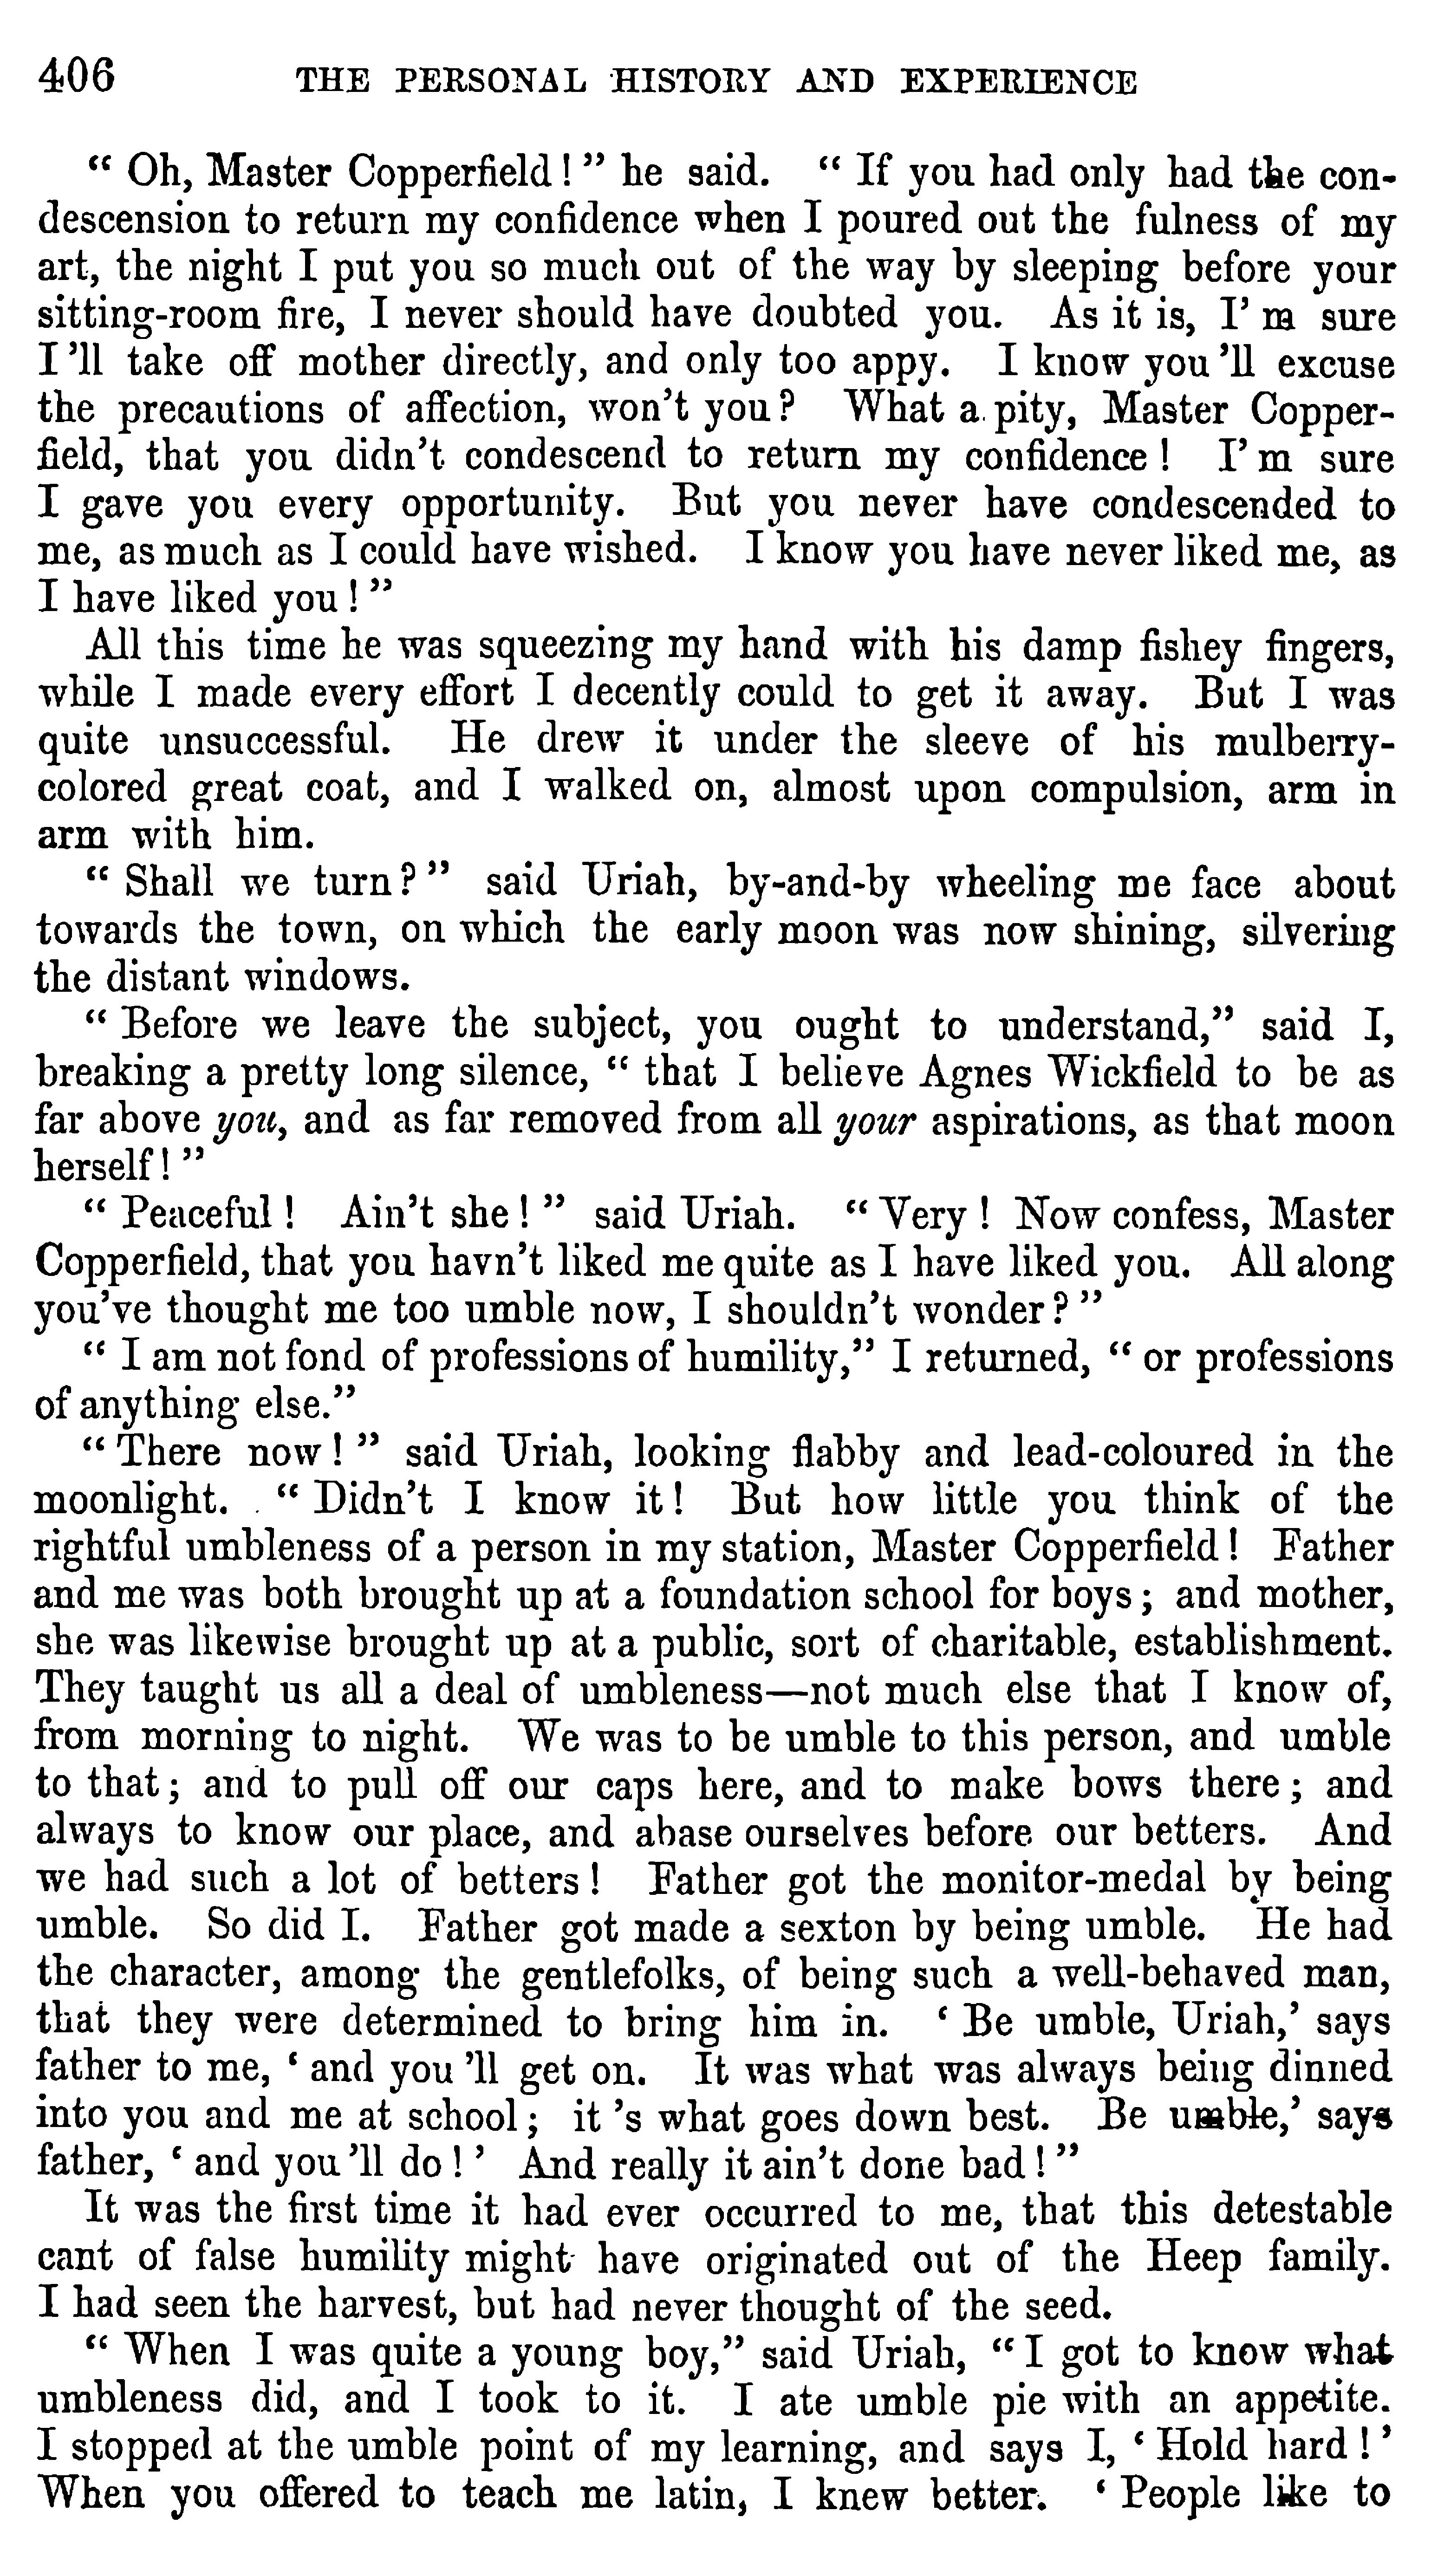 406 THE PERSONAL HISTORY AND EXPERIENCE
“ Oh, Master Copperfield ! ” he said. “ If you had only had the con-
descension to return my confidence when I poured out the fulness of my
art, the night I put you so much out of the way by sleeping before your
sitting-room fire, I never should have doubted you. As it is, I’ m sure
I ’ll take off mother directly, and only too appy. I know you ’ll excuse
the precautions of affection, won’t you ? What a pity, Master Copper-
field, that you didn’t condescend to return my confidence ! I’ m sure
I gave you every opportunity. But you never have condescended to
me, as much as I could have wished. I know you have never liked me, as
I have liked you ! ”
All this time he was squeezing my hand with his damp fishey fingers,
while I made every effort I decently could to get it away. But I was
quite unsuccessful. He drew it under the sleeve of his mulberry-
colored great coat, and I walked on, almost upon compulsion, arm in
arm with him.
“ Shall we turn ? ” said Uriah, by-and-by wheeling me face about
towards the town, on which the early moon was now shining, silvering
the distant windows.
“ Before we leave the subject, you ought to understand,” said I,
breaking a pretty long silence, “ that I believe Agnes Wickfield to be as
far above you, and as far removed from all your aspirations, as that moon
herself ! ”
“ Peaceful ! Ain’t she ! ” said Uriah. “ Very ! Now confess, Master
Copperfield, that you havn’t liked me quite as I have liked you. All along
you’ve thought me too umble now, I shouldn’t wonder ? ”
“ I am not fond of professions of humility,” I returned, “ or professions
of anything else.”
“ There now ! ” said Uriah, looking flabby and lead-coloured in the
moonlight. “ Didn’t I know it ! But how little you think of the
rightful umbleness of a person in my station, Master Copperfield ! Father
and me was both brought up at a foundation school for boys ; and mother,
she was likewise brought up at a public, sort of charitable, establishment.
They taught us all a deal of umbleness—not much else that I know of,
from morning to night. We was to be umble to this person, and umble
to that ; and to pull off our caps here, and to make bows there ; and
always to know our place, and abase ourselves before our betters. And
we had such a lot of betters ! Father got the monitor-medal by being
umble. So did I. Father got made a sexton by being umble. He had
the character, among the gentlefolks, of being such a well-behaved man,
that they were determined to bring him in. ‘ Be umble, Uriah,’ says
father to me, ‘ and you ’ll get on. It was what was always being dinned
into you and me at school ; it ’s what goes down best. Be umble,’ says
father, ‘ and you ’ll do ! ’ And really it ain’t done bad ! ”
It was the first time it had ever occurred to me, that this detestable
cant of false humility might have originated out of the Heep family.
I had seen the harvest, but had never thought of the seed.
“ When I was quite a young boy,” said Uriah, “ I got to know what
umbleness did, and I took to it. I ate umble pie with an appetite.
I stopped at the umble point of my learning, and says I, ‘ Hold hard ! ’
When you offered to teach me latin, I knew better. ‘ People like to